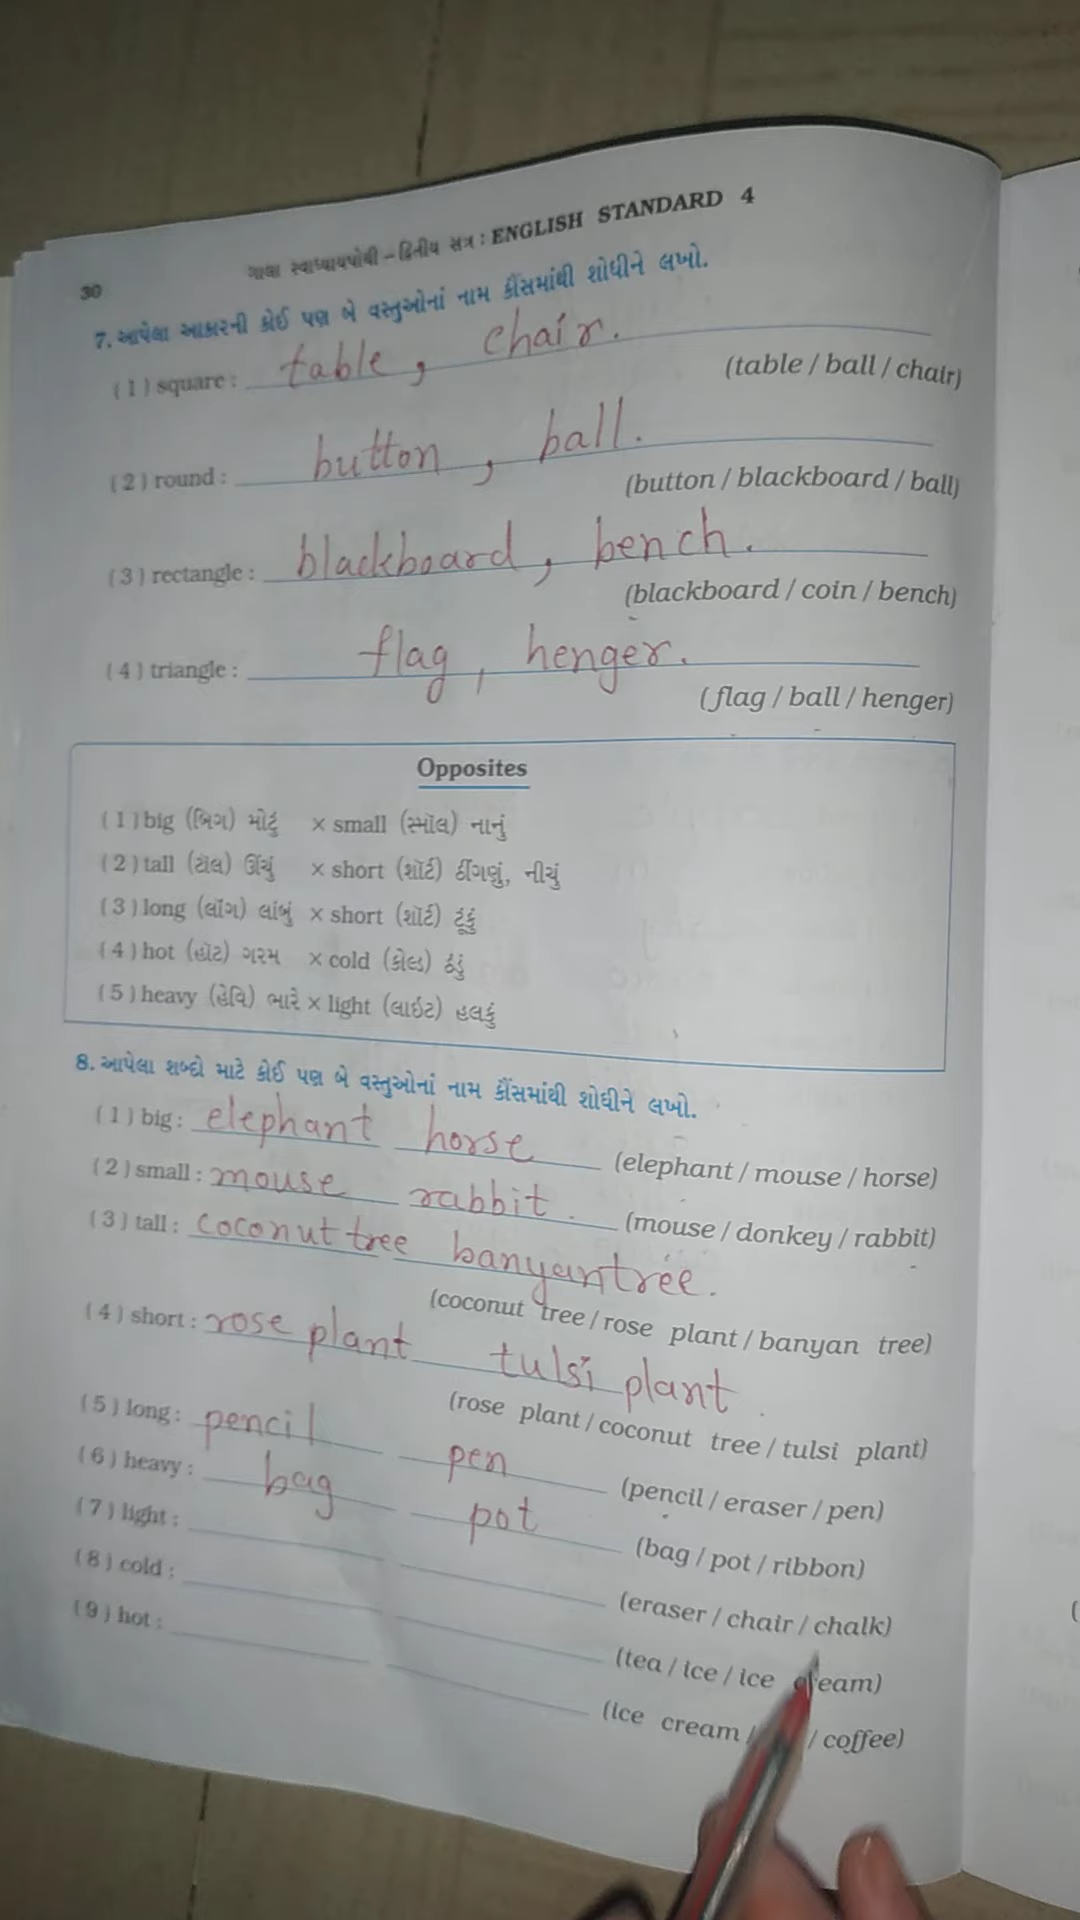 30
ગાલા સ્વાધ્યાયપોથી – દ્વિતીય સત્ર : ENGLISH STANDARD 4
7. આપેલા આકારની કોઈ પણ બે વસ્તુઓનાં નામ કૌંસમાંથી શોધીને લખો.
(1) square : table, chair.
(table / ball / chair)
(2) round : button, ball.
(button / blackboard / ball)
(3) rectangle : blackboard, bench.
(blackboard / coin / bench)
(4) triangle : flag, henger.
(flag / ball / henger)
Opposites
(1) big (બિગ) મોટું × small (સ્મૉલ) નાનું
(2) tall (ટૉલ) ઊંચું × short (શૉર્ટ) ઠીંગણું, નીચું
(3) long (લૉંગ) લાંબું × short (શૉર્ટ) ટૂંકું
(4) hot (હૉટ) ગરમ × cold (કોલ્ડ) ઠંડું
(5) heavy (હેવિ) ભારે × light (લાઇટ) હલકું
8. આપેલા શબ્દો માટે કોઈ પણ બે વસ્તુઓનાં નામ કૌંસમાંથી શોધીને લખો.
(1) big : elephant horse (elephant / mouse / horse)
(2) small : mouse rabbit. (mouse / donkey / rabbit)
(3) tall : coconut tree banyantree.
(coconut tree / rose plant / banyan tree)
(4) short : rose plant tulsi plant.
(rose plant / coconut tree / tulsi plant)
(5) long : pencil pen (pencil / eraser / pen)
(6) heavy : bag pot (bag / pot / ribbon)
(7) light : (eraser / chair / chalk)
(8) cold : (tea / ice / ice cream)
(9) hot : (ice cream / / coffee)